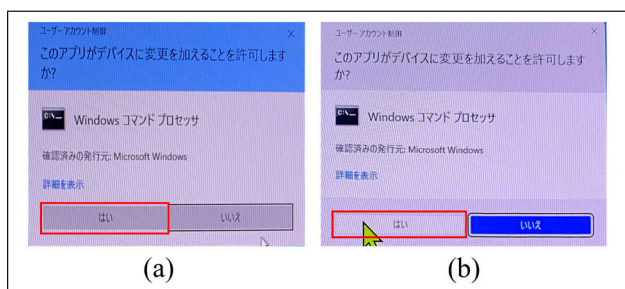 ユーザー アカウント制御
×
このアプリがデバイスに変更を加えることを許可します
か?
C:\_
Windows コマンド プロセッサ
確認済みの発行元: Microsoft Windows
詳細を表示
はい
いいえ
(a)
ユーザー アカウント制御
×
このアプリがデバイスに変更を加えることを許可します
か?
C:\_
Windows コマンド プロセッサ
確認済みの発行元: Microsoft Windows
詳細を表示
はい
いいえ
(b)